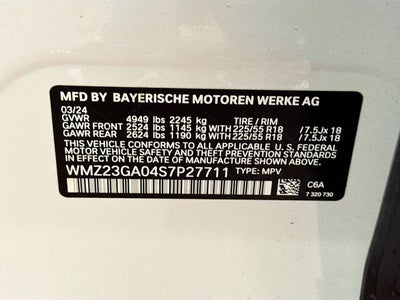 MFD BY BAYERISCHE MOTOREN WERKE AG
03/24
GVWR 4949 lbs 2245 kg TIRE / RIM
GAWR FRONT 2524 lbs 1145 kg WITH 225/55 R18 /7.5Jx 18
GAWR REAR 2624 lbs 1190 kg WITH 225/55 R18 /7.5Jx 18
THIS VEHICLE CONFORMS TO ALL APPLICABLE U.S. FEDERAL
MOTOR VEHICLE SAFETY, BUMPER, AND THEFT PREVENTION
STANDARDS IN EFFECT ON THE DATE OF MANUFACTURE SHOWN ABOVE.
WMZ23GA04S7P27711 TYPE: MPV
C6A
7 320 730